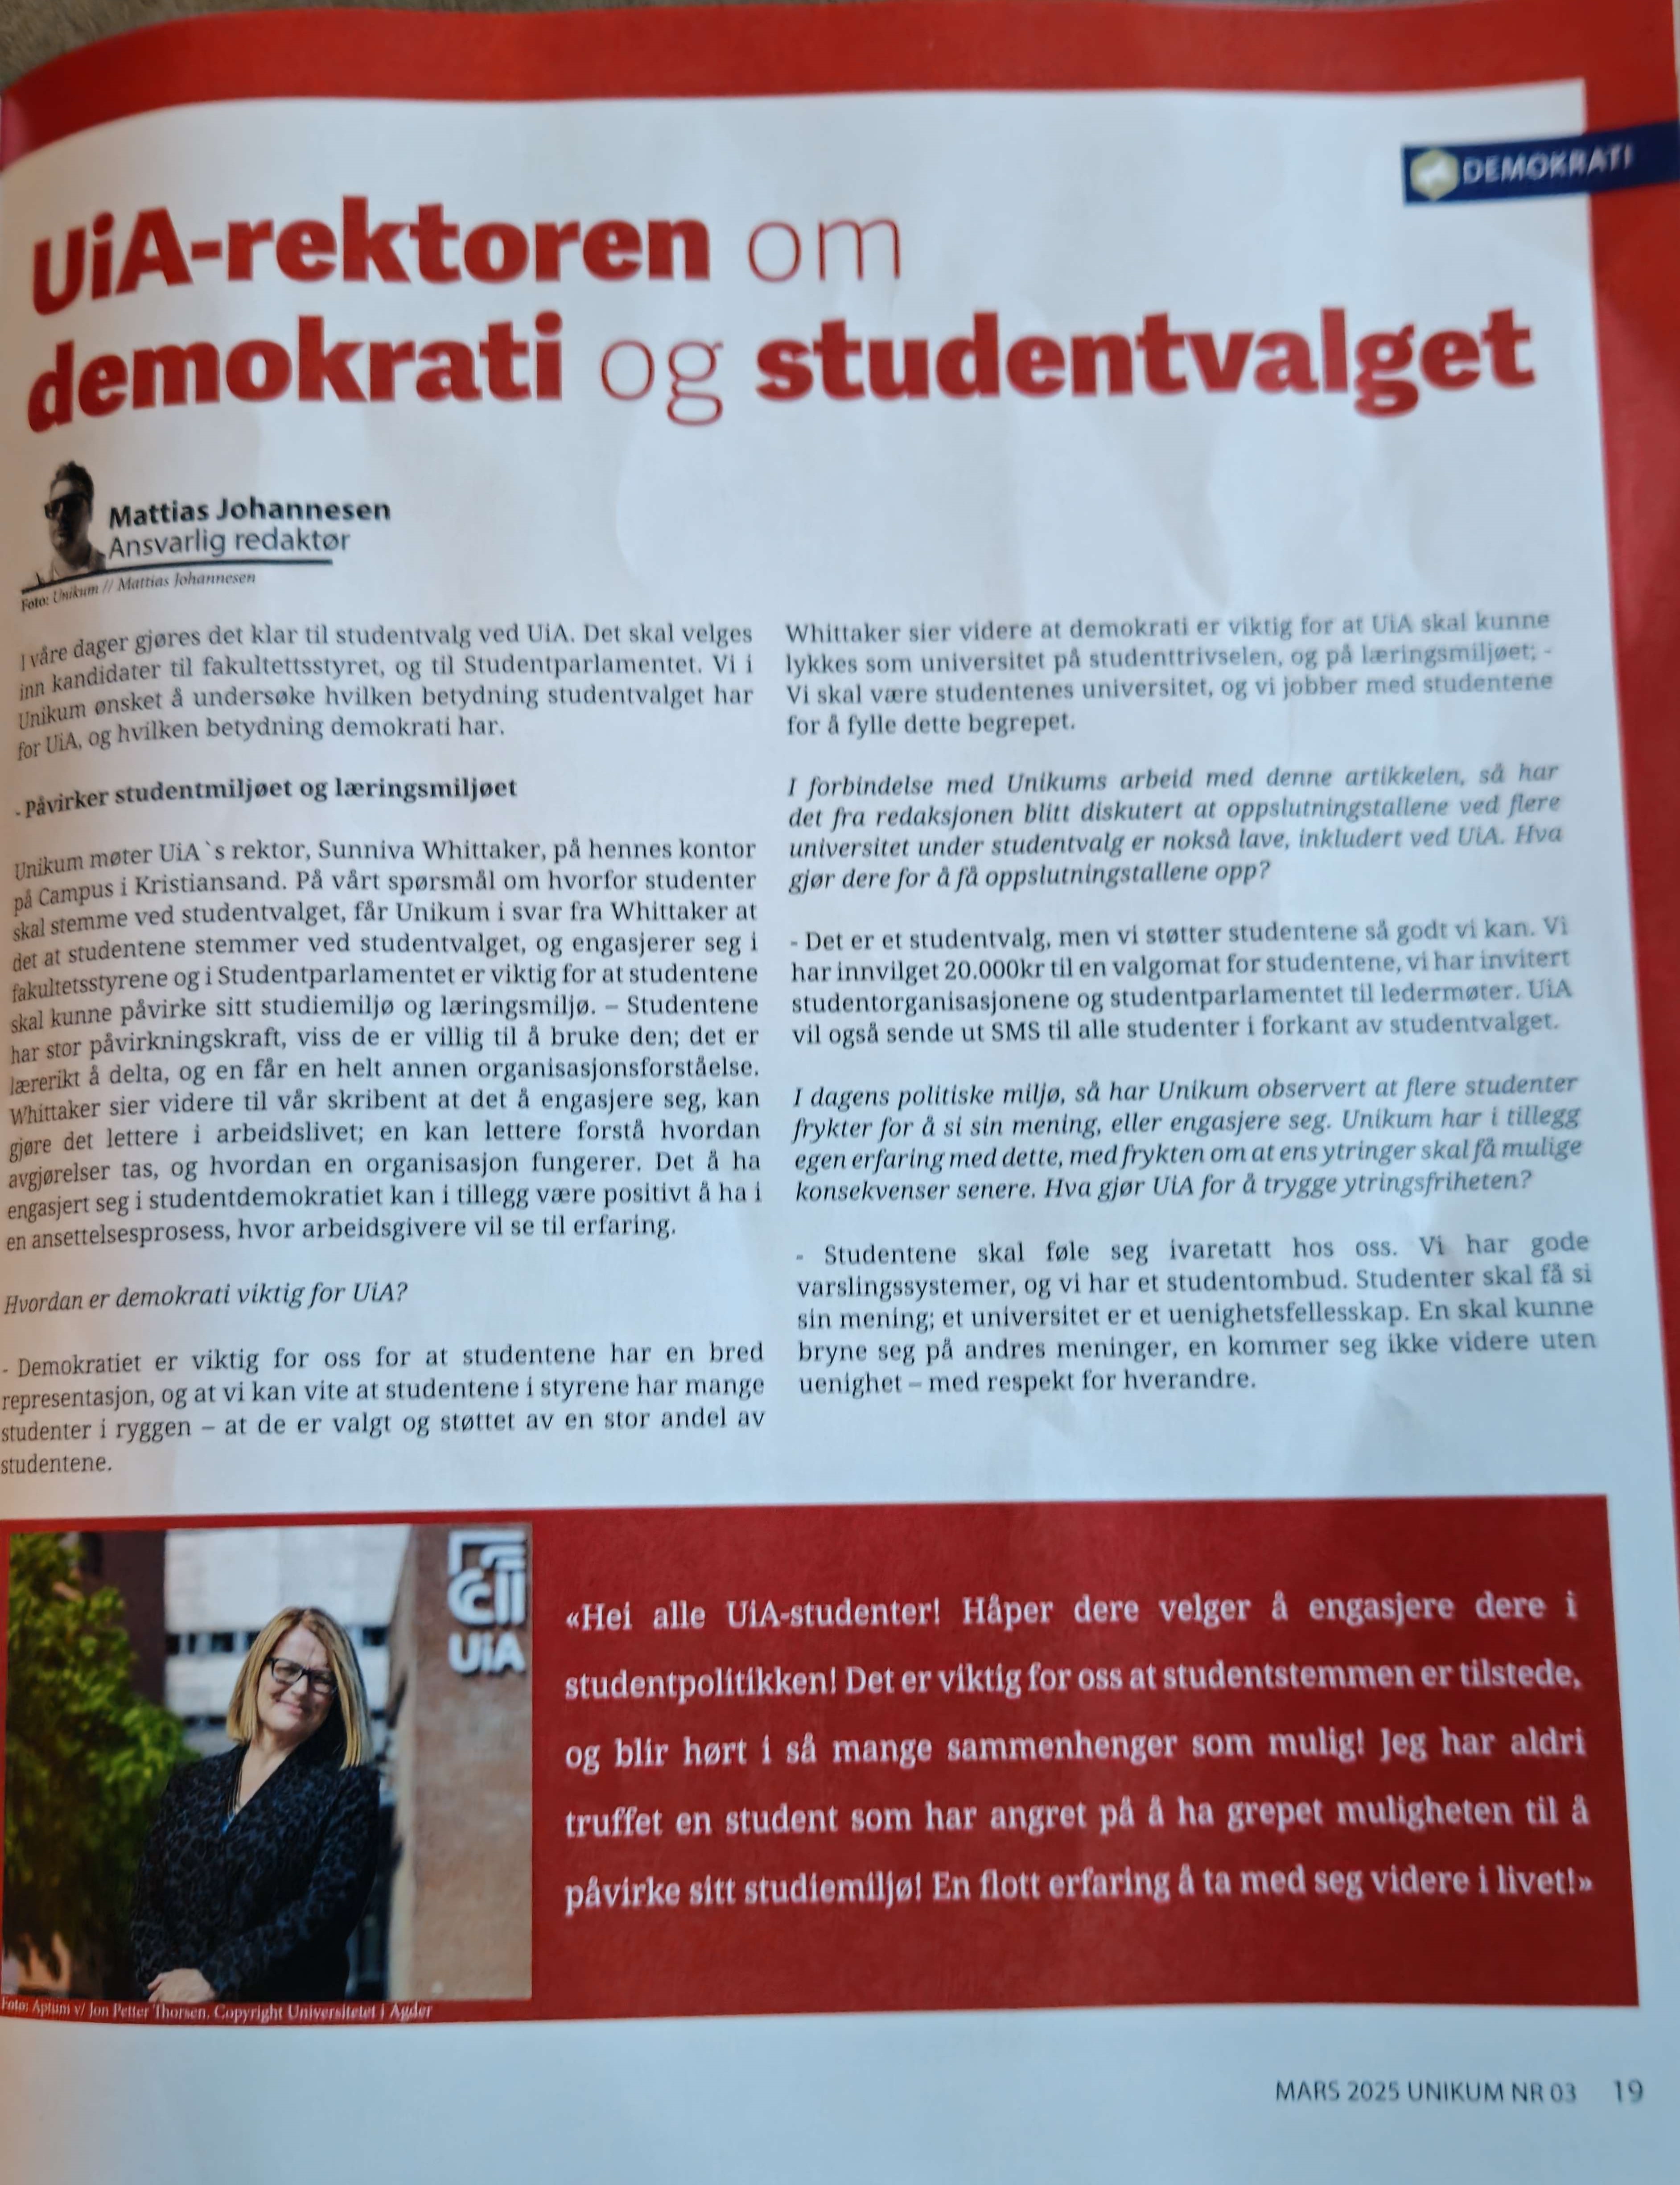 DEMOKRATI
UiA-rektoren om
demokrati og studentvalget
Mattias Johannesen
Ansvarlig redaktør
Foto: Unikum // Mattias Johannesen
I våre dager gjøres det klar til studentvalg ved UiA. Det skal velges
inn kandidater til fakultettsstyret, og til Studentparlamentet. Vi i
Unikum ønsket å undersøke hvilken betydning studentvalget har
for UiA, og hvilken betydning demokrati har.
- Påvirker studentmiljøet og læringsmiljøet
Unikum møter UiA`s rektor, Sunniva Whittaker, på hennes kontor
på Campus i Kristiansand. På vårt spørsmål om hvorfor studenter
skal stemme ved studentvalget, får Unikum i svar fra Whittaker at
det at studentene stemmer ved studentvalget, og engasjerer seg i
fakultetsstyrene og i Studentparlamentet er viktig for at studentene
skal kunne påvirke sitt studiemiljø og læringsmiljø. – Studentene
har stor påvirkningskraft, viss de er villig til å bruke den; det er
lærerikt å delta, og en får en helt annen organisasjonsforståelse.
Whittaker sier videre til vår skribent at det å engasjere seg, kan
gjøre det lettere i arbeidslivet; en kan lettere forstå hvordan
avgjørelser tas, og hvordan en organisasjon fungerer. Det å ha
engasjert seg i studentdemokratiet kan i tillegg være positivt å ha i
en ansettelsesprosess, hvor arbeidsgivere vil se til erfaring.
Hvordan er demokrati viktig for UiA?
- Demokratiet er viktig for oss for at studentene har en bred
representasjon, og at vi kan vite at studentene i styrene har mange
studenter i ryggen – at de er valgt og støttet av en stor andel av
studentene.
Whittaker sier videre at demokrati er viktig for at UiA skal kunne
lykkes som universitet på studenttrivselen, og på læringsmiljøet; -
Vi skal være studentenes universitet, og vi jobber med studentene
for å fylle dette begrepet.
I forbindelse med Unikums arbeid med denne artikkelen, så har
det fra redaksjonen blitt diskutert at oppslutningstallene ved flere
universitet under studentvalg er nokså lave, inkludert ved UiA. Hva
gjør dere for å få oppslutningstallene opp?
- Det er et studentvalg, men vi støtter studentene så godt vi kan. Vi
har innvilget 20.000kr til en valgomat for studentene, vi har invitert
studentorganisasjonene og studentparlamentet til ledermøter. UiA
vil også sende ut SMS til alle studenter i forkant av studentvalget.
I dagens politiske miljø, så har Unikum observert at flere studenter
frykter for å si sin mening, eller engasjere seg. Unikum har i tillegg
egen erfaring med dette, med frykten om at ens ytringer skal få mulige
konsekvenser senere. Hva gjør UiA for å trygge ytringsfriheten?
- Studentene skal føle seg ivaretatt hos oss. Vi har gode
varslingssystemer, og vi har et studentombud. Studenter skal få si
sin mening; et universitet er et uenighetsfellesskap. En skal kunne
bryne seg på andres meninger, en kommer seg ikke videre uten
uenighet – med respekt for hverandre.
UiA
«Hei alle UiA-studenter! Håper dere velger å engasjere dere i
studentpolitikken! Det er viktig for oss at studentstemmen er tilstede,
og blir hørt i så mange sammenhenger som mulig! Jeg har aldri
truffet en student som har angret på å ha grepet muligheten til å
påvirke sitt studiemiljø! En flott erfaring å ta med seg videre i livet!»
Foto: Aptum v/ Jon Petter Thorsen. Copyright Universitetet i Agder
MARS 2025 UNIKUM NR 03 19